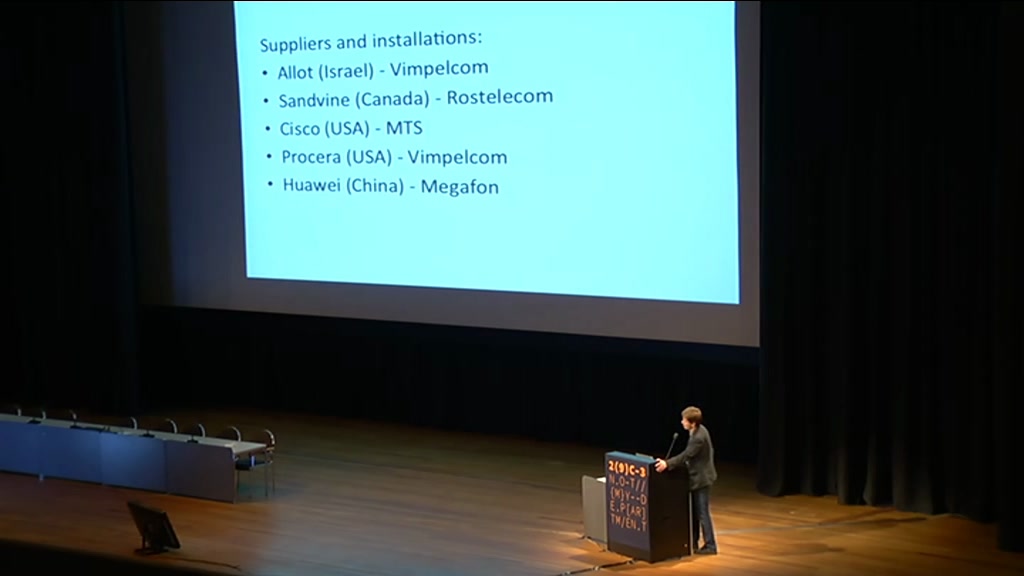 Suppliers and installations:
• Allot (Israel) - Vimpelcom
• Sandvine (Canada) - Rostelecom
• Cisco (USA) - MTS
• Procera (USA) - Vimpelcom
• Huawei (China) - Megafon
2(9)C-3
N.O-T//
(M)Y--D
E.P[AR]
TM/EN.T